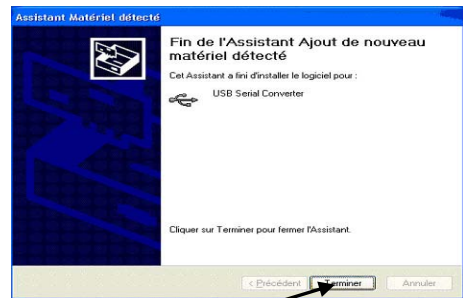 Assistant Matériel détecté
Fin de l'Assistant Ajout de nouveau
matériel détecté
Cet Assistant a fini d'installer le logiciel pour :
USB Serial Converter
Cliquer sur Terminer pour fermer l'Assistant.
< Précédent Terminer Annuler